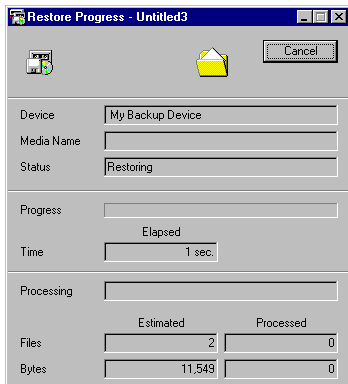 Restore Progress - Untitled3
Cancel
Device My Backup Device
Media Name
Status Restoring
Progress
Elapsed
Time 1 sec.
Processing
Estimated Processed
Files 2 0
Bytes 11,549 0